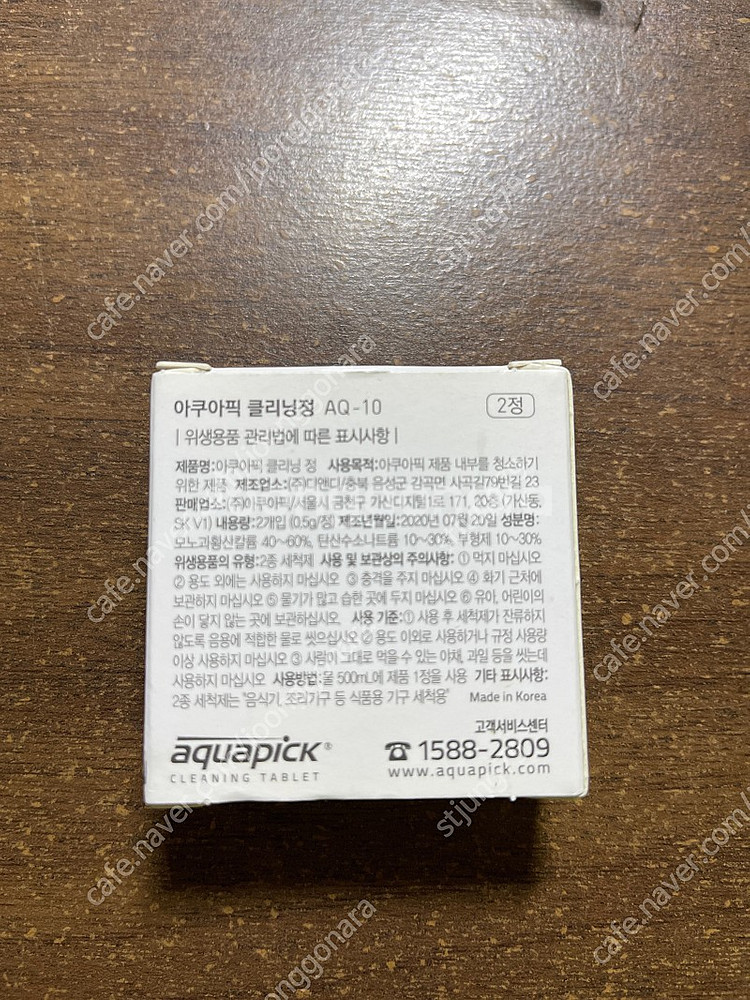 아쿠아픽 클리닝정 AQ-10 2정
| 위생용품 관리법에 따른 표시사항 |
제품명:아쿠아픽 클리닝 정 사용목적:아쿠아픽 제품 내부를 청소하기
위한 제품 제조업소:(주)디앤디/충북 음성군 감곡면 사곡길79번길 23
판매업소:(주)아쿠아픽/서울시 금천구 가산디지털1로 171, 20층 (가산동,
SK V1) 내용량:2개입 (0.5g/정) 제조년월일:2020년 07월 20일 성분명:
모노과황산칼륨 40~60%, 탄산수소나트륨 10~30%, 부형제 10~30%
위생용품의 유형:2종 세척제 사용 및 보관상의 주의사항: ① 먹지 마십시오
② 용도 외에는 사용하지 마십시오 ③ 충격을 주지 마십시오 ④ 화기 근처에
보관하지 마십시오 ⑤ 물기가 많고 습한 곳에 두지 마십시오 ⑥ 유아, 어린이의
손이 닿지 않는 곳에 보관하십시오 사용 기준:① 사용 후 세척제가 잔류하지
않도록 음용에 적합한 물로 씻으십시오 ② 용도 이외로 사용하거나 규정 사용량
이상 사용하지 마십시오 ③ 사람이 그대로 먹을 수 있는 야채, 과일 등을 씻는데
사용하지 마십시오 사용방법:물 500mL에 제품 1정을 사용 기타 표시사항:
2종 세척제는 "음식기, 조리기구 등 식품용 기구 세척용" Made in Korea
고객서비스센터
aquapick® ☎ 1588-2809
CLEANING TABLET www.aquapick.com
cafe.naver.com/joonggonara
stjunggo
cafe.naver.com